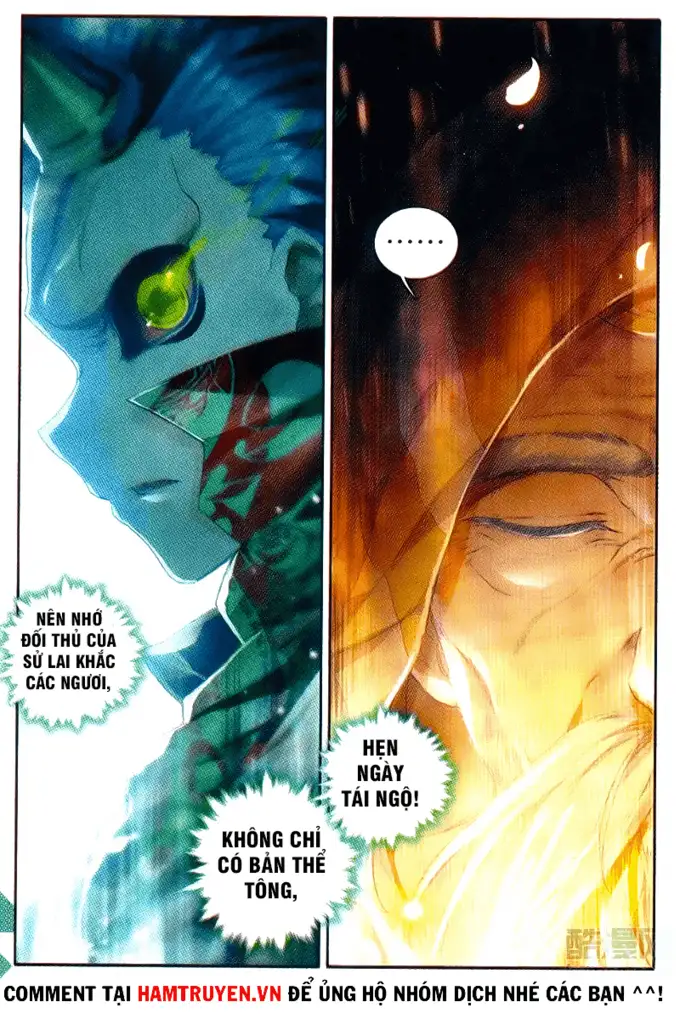 NÊN NHỚ
ĐỐI THỦ CỦA
SỬ LAI KHẮC
CÁC NGƯƠI,
KHÔNG CHỈ
CÓ BẢN THỂ
TÔNG,
......
HẸN
NGÀY
TÁI NGỘ!
COMMENT TẠI HAMTRUYEN.VN ĐỂ ỦNG HỘ NHÓM DỊCH NHÉ CÁC BẠN ^^!